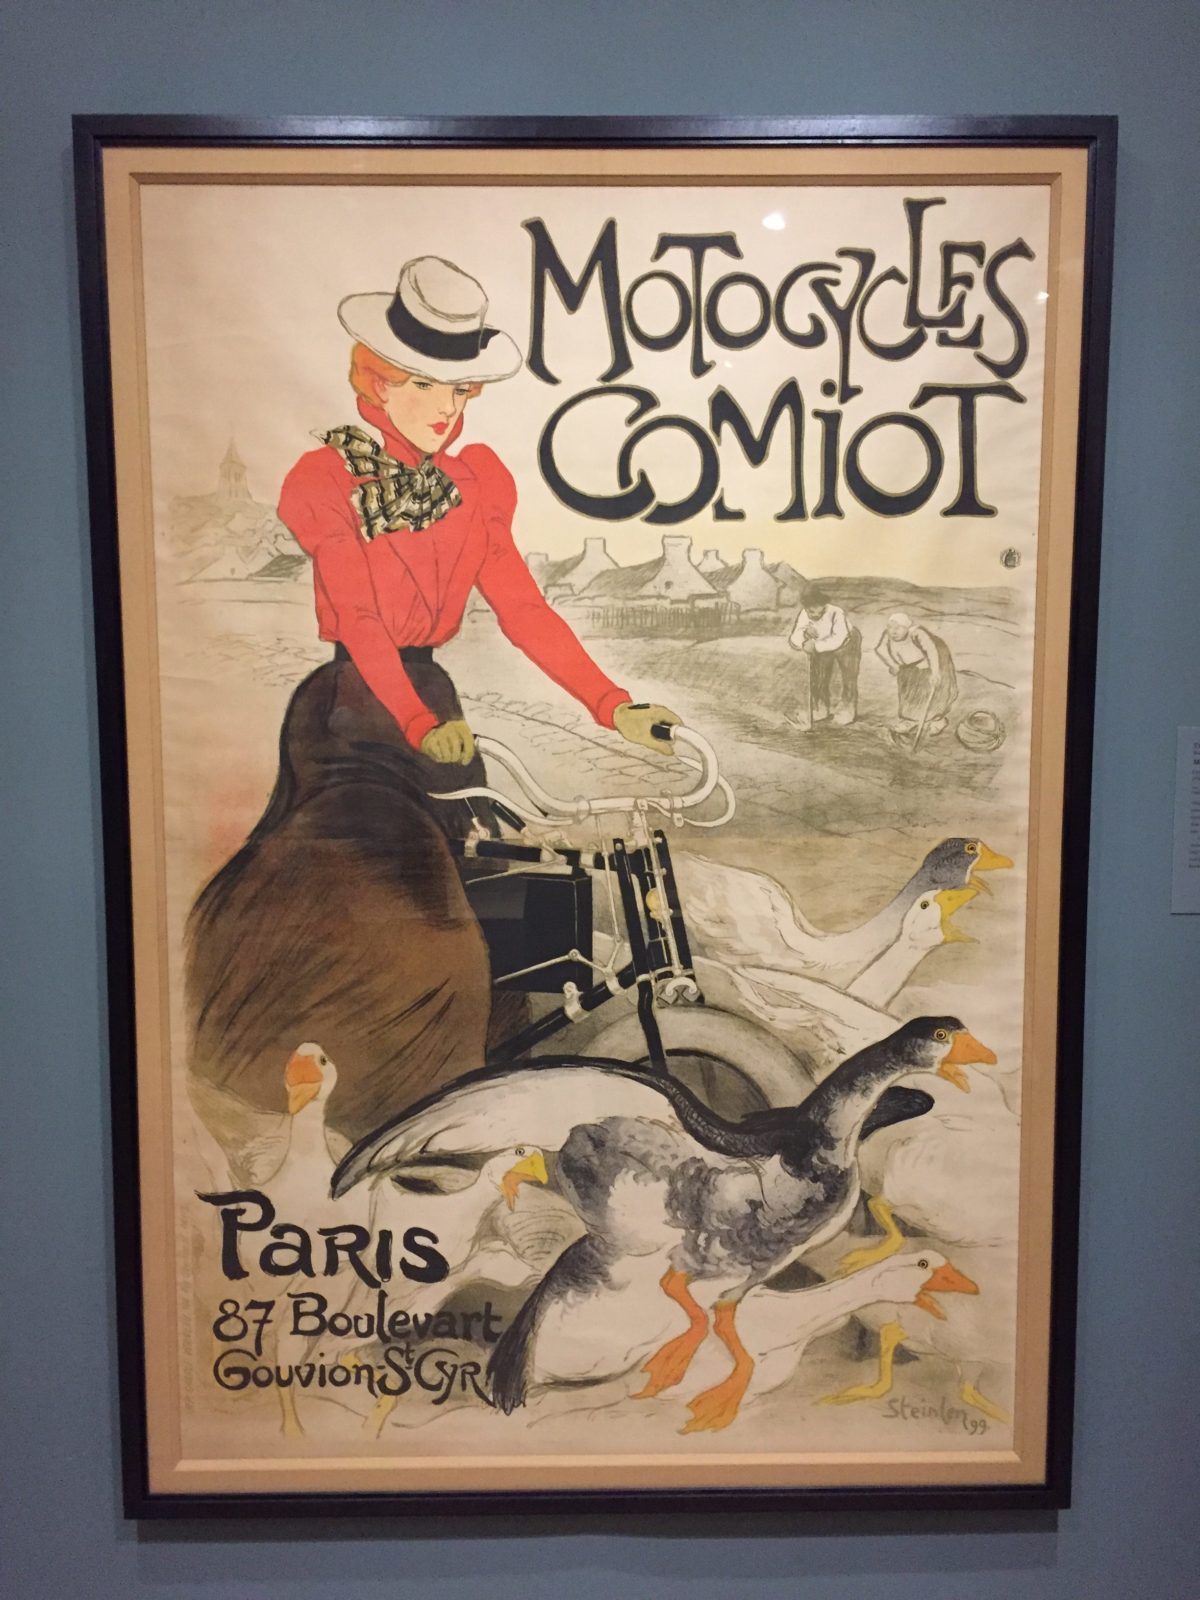 MOTOCYCLES
COMiOT
PARIS
87 Boulevart
Gouvion-St CYR
Steinlen 99.